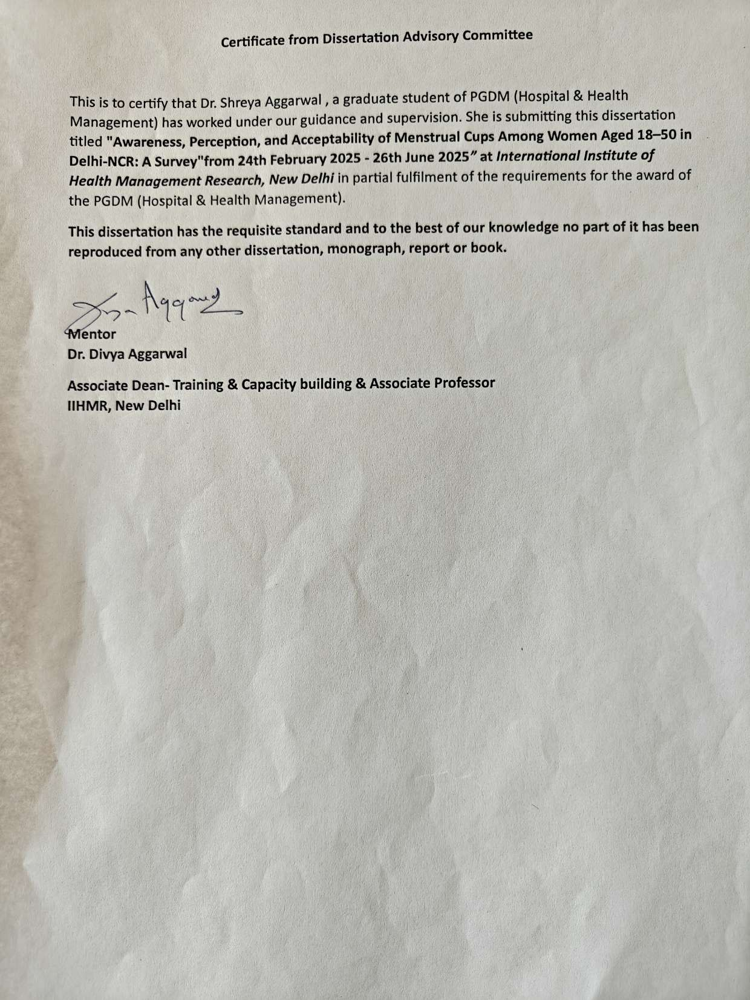 Certificate from Dissertation Advisory Committee
This is to certify that Dr. Shreya Aggarwal , a graduate student of PGDM (Hospital & Health
Management) has worked under our guidance and supervision. She is submitting this dissertation
titled "Awareness, Perception, and Acceptability of Menstrual Cups Among Women Aged 18–50 in
Delhi-NCR: A Survey"from 24th February 2025 - 26th June 2025” at International Institute of
Health Management Research, New Delhi in partial fulfilment of the requirements for the award of
the PGDM (Hospital & Health Management).
This dissertation has the requisite standard and to the best of our knowledge no part of it has been
reproduced from any other dissertation, monograph, report or book.
Mentor
Dr. Divya Aggarwal
Associate Dean- Training & Capacity building & Associate Professor
IIHMR, New Delhi